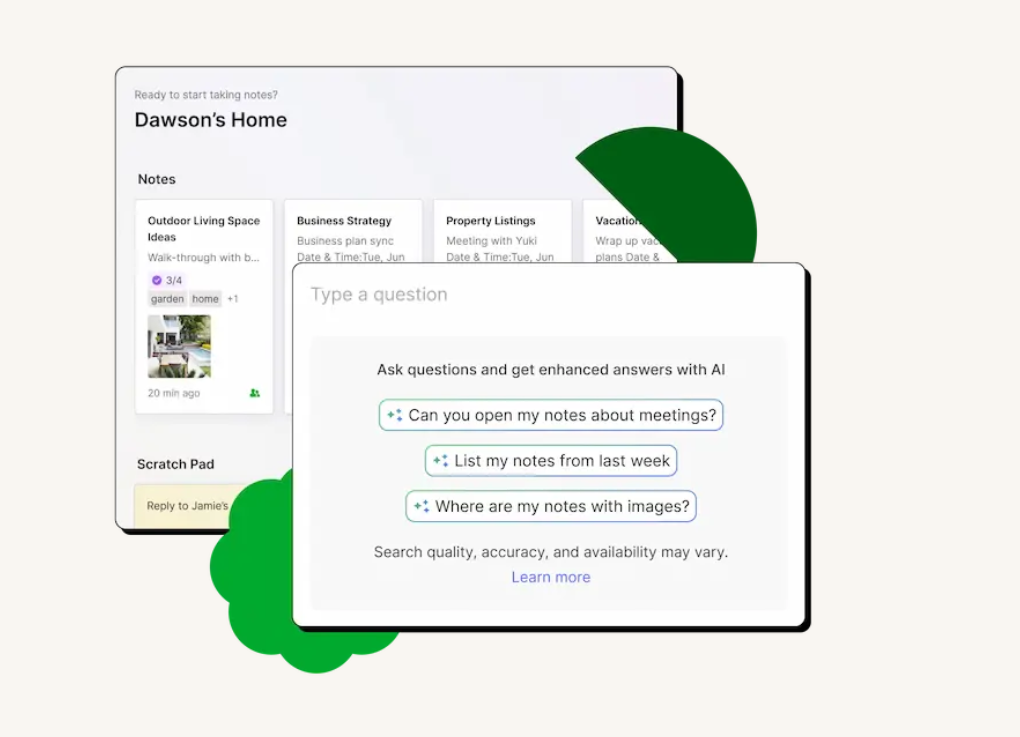 Ready to start taking notes?
Dawson's Home
Notes
Outdoor Living Space
Ideas
Walk-through with b...
3/4
garden home +1
20 min ago
Business Strategy
Business plan sync
Date & Time:Tue, Jun
Property Listings
Meeting with Yuki
Date & Time:Tue, Jun
Wrap up
plans Date &
Scratch Pad
Reply to Jamie's
Type a question
Ask questions and get enhanced answers with AI
Can you open my notes about meetings?
List my notes from last week
Where are my notes with images?
Search quality, accuracy, and availability may vary.
Learn more